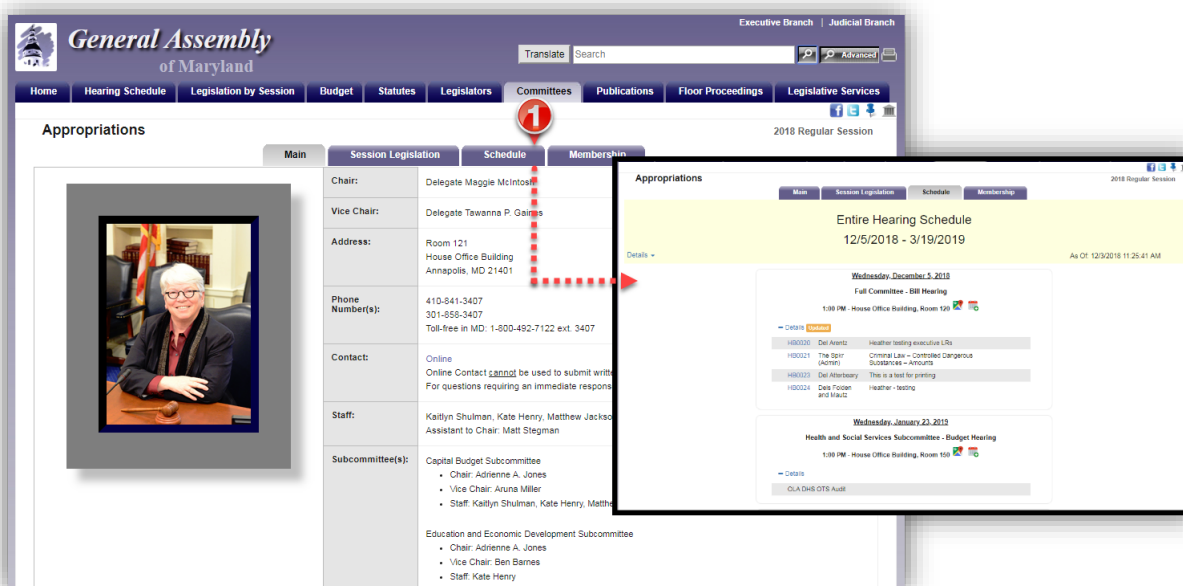 Executive Branch | Judicial Branch
General Assembly
of Maryland
Translate Search Advanced
Home Hearing Schedule Legislation by Session Budget Statutes Legislators Committees Publications Floor Proceedings Legislative Services
1
Appropriations
2018 Regular Session
Main Session Legislation Schedule Membership
Chair: Delegate Maggie McIntosh
Vice Chair: Delegate Tawanna P. Gaines
Address: Room 121
House Office Building
Annapolis, MD 21401
Phone Number(s): 410-841-3407
301-858-3407
Toll-free in MD: 1-800-492-7122 ext. 3407
Contact: Online
Online Contact cannot be used to submit
For questions requiring an immediate
Staff: Kaitlyn Shulman, Kate Henry, Matthew
Assistant to Chair: Matt Stegman
Subcommittee(s): Capital Budget Subcommittee
• Chair: Adrienne A. Jones
• Vice Chair: Aruna Miller
• Staff: Kaitlyn Shulman, Kate Henry,
Education and Economic Development Subcommittee
• Chair: Adrienne A. Jones
• Vice Chair: Ben Barnes
• Staff: Kate Henry
Appropriations
2018 Regular Session
Main Session Legislation Schedule Membership
Entire Hearing Schedule
12/5/2018 - 3/19/2019
Details
As Of: 12/3/2018 11:25:41 AM
Wednesday, December 5, 2018
Full Committee - Bill Hearing
1:00 PM - House Office Building, Room 120
Details Updated
HB0020 Del Arentz Heather testing executive LRs
HB0021 The Spkr (Admin) Criminal Law – Controlled Dangerous Substances – Amounts
HB0023 Del Atterbeary This is a test for printing
HB0024 Dels Folden and Mautz Heather - testing
Wednesday, January 23, 2019
Health and Social Services Subcommittee - Budget Hearing
1:00 PM - House Office Building, Room 150
Details
OLA DHS OTS Audit